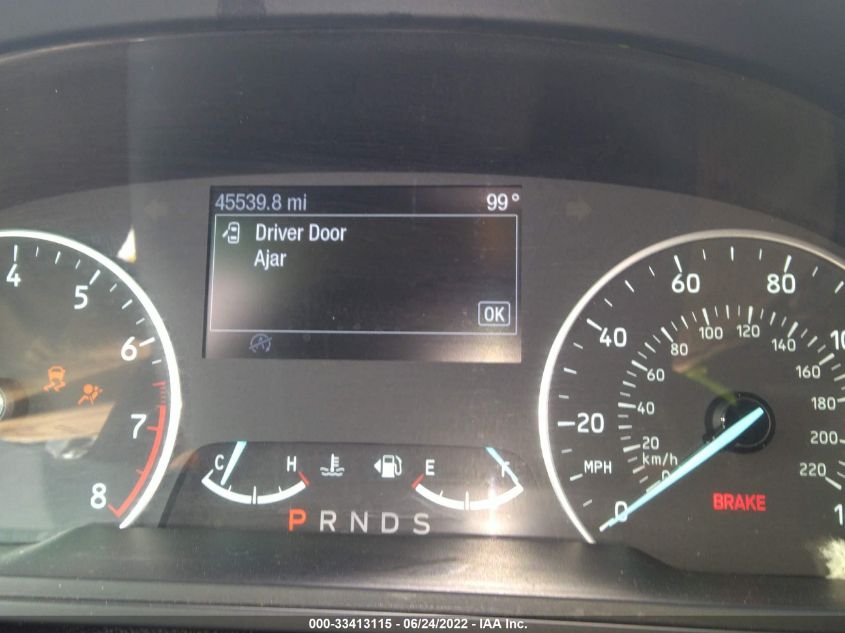 45539.8 mi 99°
Driver Door
Ajar
OK
4
5
6
7
8
C H E F
P R N D S
0 20 40 60 80
MPH
km/h
0 20 40 60 80 100 120 140 160 180 200 220
BRAKE
000-33413115 - 06/24/2022 - IAA Inc.